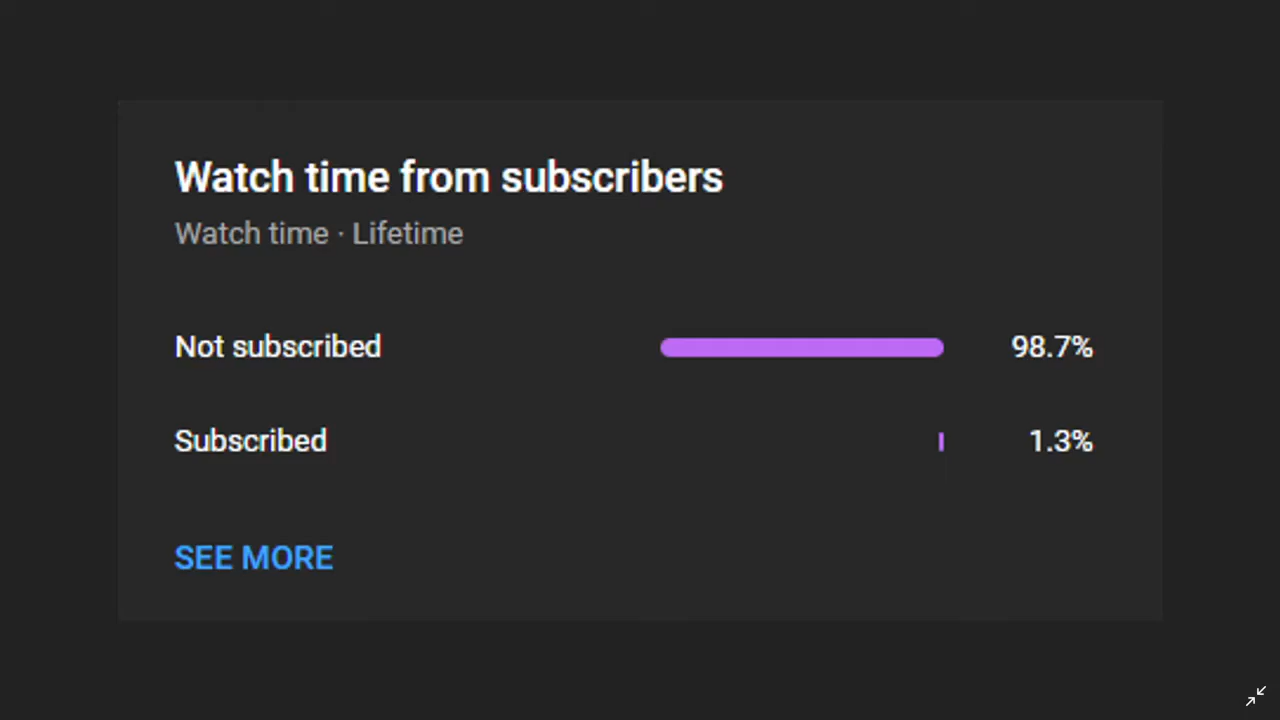 Watch time from subscribers
Watch time · Lifetime
Not subscribed 98.7%
Subscribed 1.3%
SEE MORE